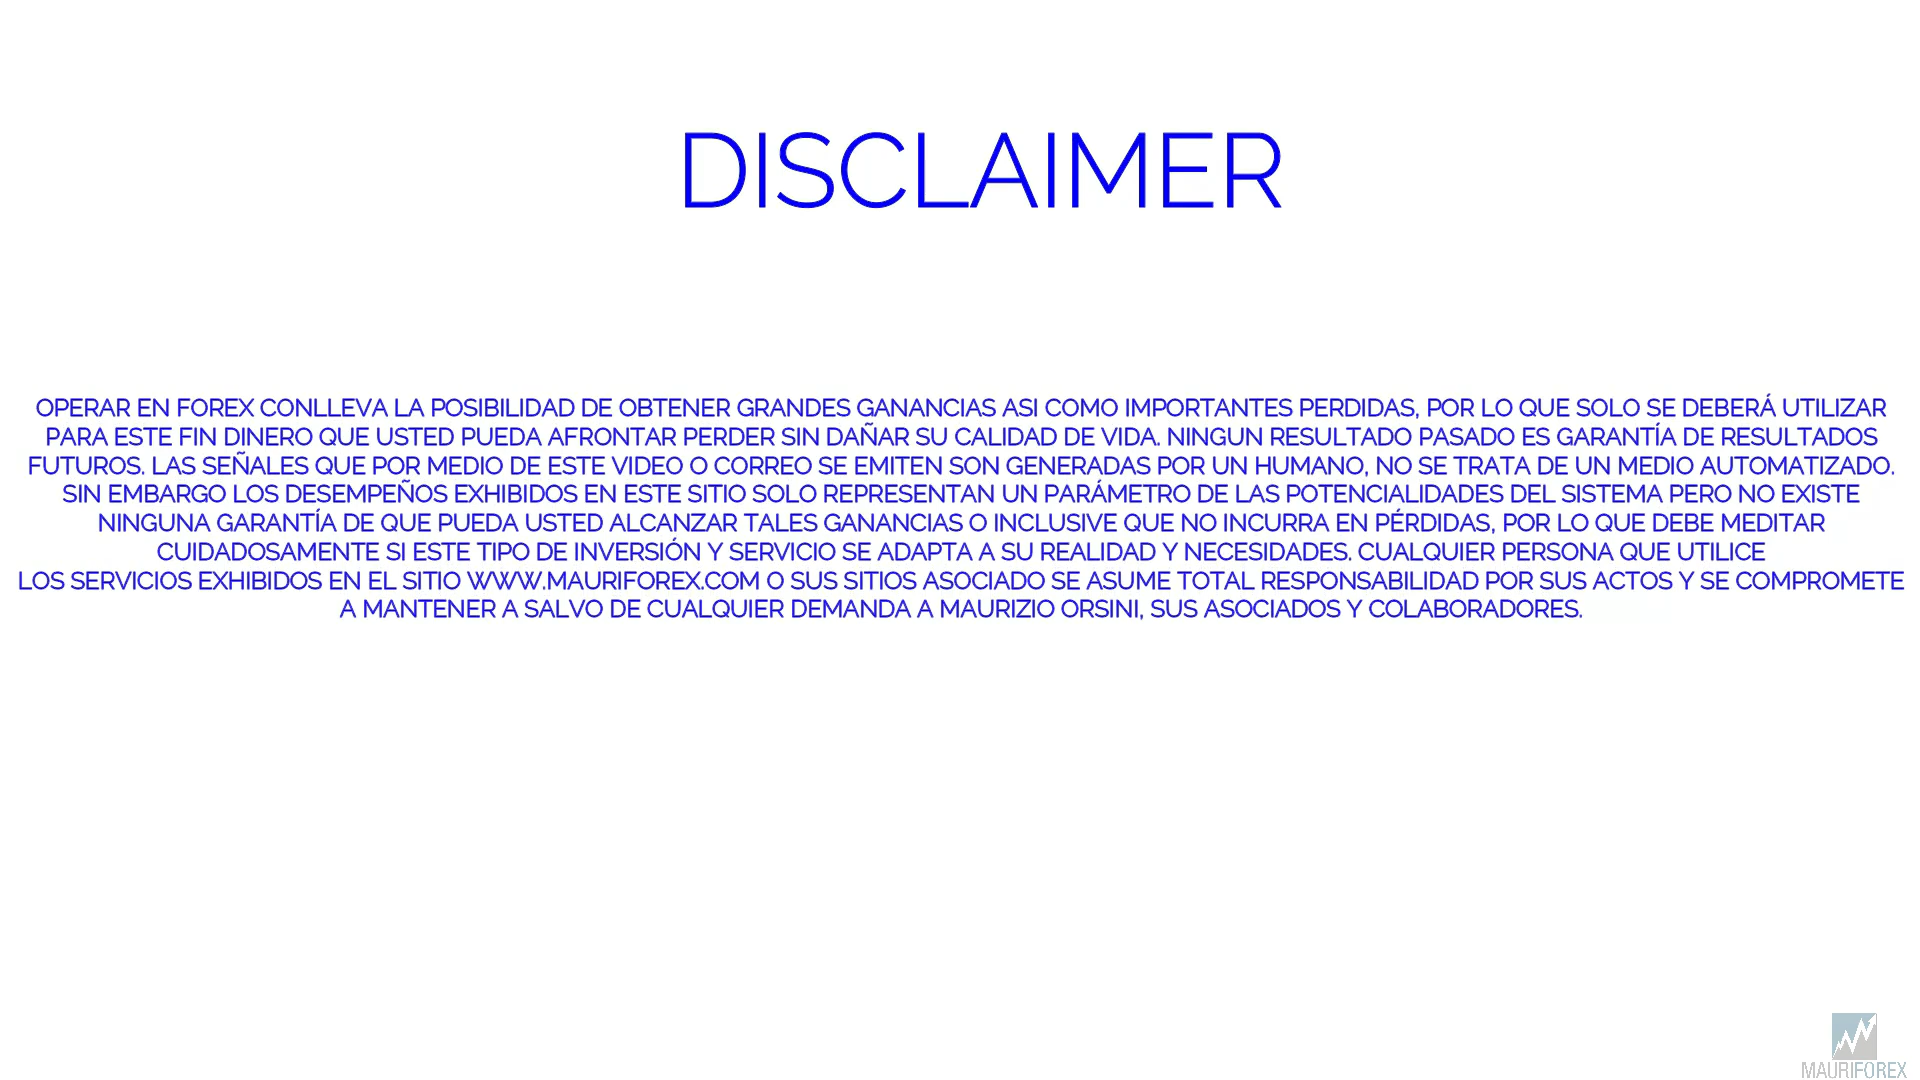 DISCLAIMER
OPERAR EN FOREX CONLLEVA LA POSIBILIDAD DE OBTENER GRANDES GANANCIAS ASI COMO IMPORTANTES PERDIDAS, POR LO QUE SOLO SE DEBERÁ UTILIZAR
PARA ESTE FIN DINERO QUE USTED PUEDA AFRONTAR PERDER SIN DAÑAR SU CALIDAD DE VIDA. NINGUN RESULTADO PASADO ES GARANTÍA DE RESULTADOS
FUTUROS. LAS SEÑALES QUE POR MEDIO DE ESTE VIDEO O CORREO SE EMITEN SON GENERADAS POR UN HUMANO, NO SE TRATA DE UN MEDIO AUTOMATIZADO.
SIN EMBARGO LOS DESEMPEÑOS EXHIBIDOS EN ESTE SITIO SOLO REPRESENTAN UN PARÁMETRO DE LAS POTENCIALIDADES DEL SISTEMA PERO NO EXISTE
NINGUNA GARANTÍA DE QUE PUEDA USTED ALCANZAR TALES GANANCIAS O INCLUSIVE QUE NO INCURRA EN PÉRDIDAS, POR LO QUE DEBE MEDITAR
CUIDADOSAMENTE SI ESTE TIPO DE INVERSIÓN Y SERVICIO SE ADAPTA A SU REALIDAD Y NECESIDADES. CUALQUIER PERSONA QUE UTILICE
LOS SERVICIOS EXHIBIDOS EN EL SITIO WWW.MAURIFOREX.COM O SUS SITIOS ASOCIADO SE ASUME TOTAL RESPONSABILIDAD POR SUS ACTOS Y SE COMPROMETE
A MANTENER A SALVO DE CUALQUIER DEMANDA A MAURIZIO ORSINI, SUS ASOCIADOS Y COLABORADORES.
MAURIFOREX